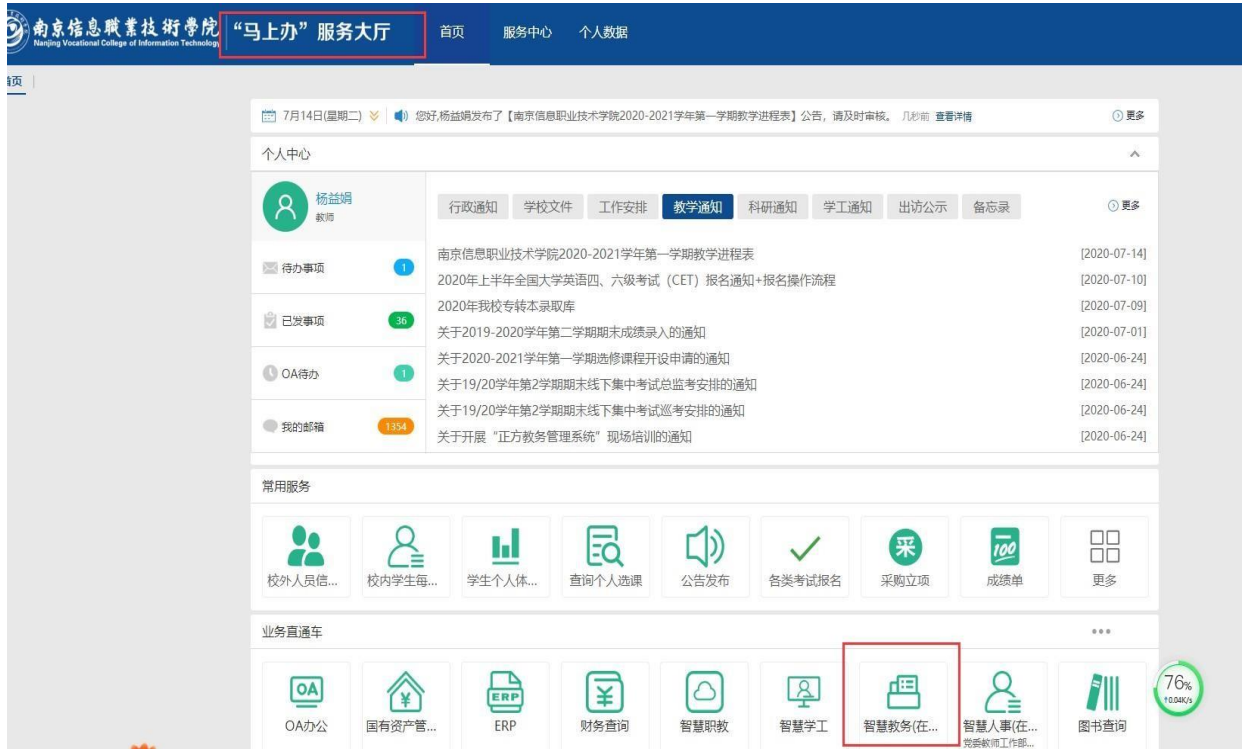 南京信息職業技術學院
Nanjing Vocational College of Information Technology
“马上办”服务大厅
首页 服务中心 个人数据
首页
7月14日(星期二) 您好,杨益娟发布了【南京信息职业技术学院2020-2021学年第一学期教学进程表】公告，请及时审核。 几秒前 查看详情 更多
个人中心
杨益娟
教师
行政通知 学校文件 工作安排 教学通知 科研通知 学工通知 出访公示 备忘录 更多
待办事项 1
已发事项 36
OA待办 1
我的邮箱 1354
南京信息职业技术学院2020-2021学年第一学期教学进程表 [2020-07-14]
2020年上半年全国大学英语四、六级考试（CET）报名通知+报名操作流程 [2020-07-10]
2020年我校专转本录取库 [2020-07-09]
关于2019-2020学年第二学期期末成绩录入的通知 [2020-07-01]
关于2020-2021学年第一学期选修课程开设申请的通知 [2020-06-24]
关于19/20学年第2学期期末线下集中考试总监考安排的通知 [2020-06-24]
关于19/20学年第2学期期末线下集中考试巡考安排的通知 [2020-06-24]
关于开展“正方教务管理系统”现场培训的通知 [2020-06-24]
常用服务
采 100
校外人员信... 校内学生每... 学生个人体... 查询个人选课 公告发布 各类考试报名 采购立项 成绩单 更多
业务直通车
OA ¥ ERP ¥
OA办公 国有资产管... ERP 财务查询 智慧职教 智慧学工 智慧教务(在... 智慧人事(在... 图书查询
党委教师工作部...
76%
↑0.04K/s